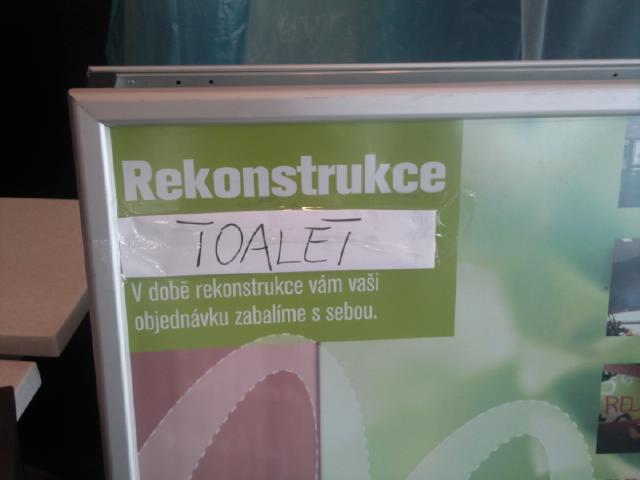 Rekonstrukce
TOALET
V době rekonstrukce vám vaši
objednávku zabalíme s sebou.